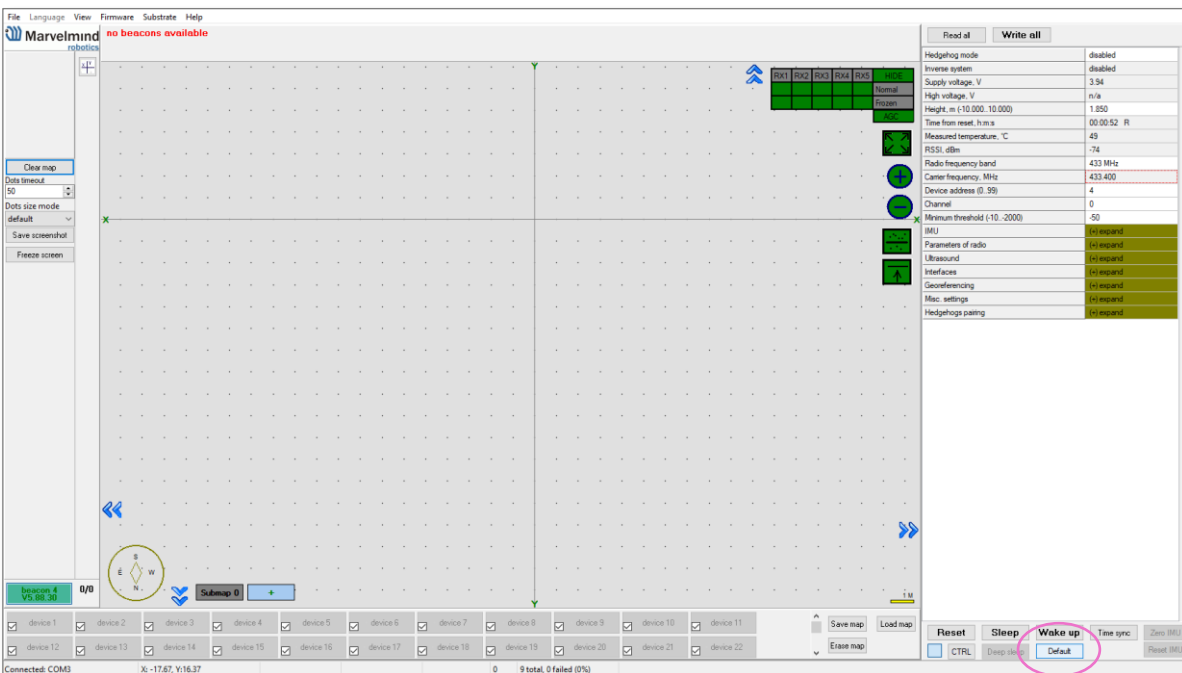 File Language View Firmware Substrate Help
Marvelmind
robotics
no beacons available
Read all Write all
Y
RX1 RX2 RX3 RX4 RX5 HIDE
Normal
Frozen
AGC
Clear map
Dots timeout
50
Dots size mode
default
Save screenshot
Freeze screen
X X
Hedgehog mode disabled
Inverse system disabled
Supply voltage, V 3.94
High voltage, V n/a
Height, m (-10.000..10.000) 1.850
Time from reset, h:m:s 00:00:52 R
Measured temperature, °C 49
RSSI, dBm -74
Radio frequency band 433 MHz
Carrier frequency, MHz 433.400
Device address (0..99) 4
Channel 0
Minimum threshold (-10..-2000) -50
IMU (+) expand
Parameters of radio (+) expand
Ultrasound (+) expand
Interfaces (+) expand
Georeferencing (+) expand
Misc. settings (+) expand
Hedgehogs pairing (+) expand
S
E W
N
beacon 4
V5.88.30
0/0
Submap 0 +
Y
1 M
device 1 device 2 device 3 device 4 device 5 device 6 device 7 device 8 device 9 device 10 device 11
Save map Load map
device 12 device 13 device 14 device 15 device 16 device 17 device 18 device 19 device 20 device 21 device 22
Erase map
Reset Sleep Wake up Time sync Zero IMU
CTRL Deep sleep Default Reset IMU
Connected: COM3 X: -17.67, Y:16.37 0 9 total, 0 failed (0%)